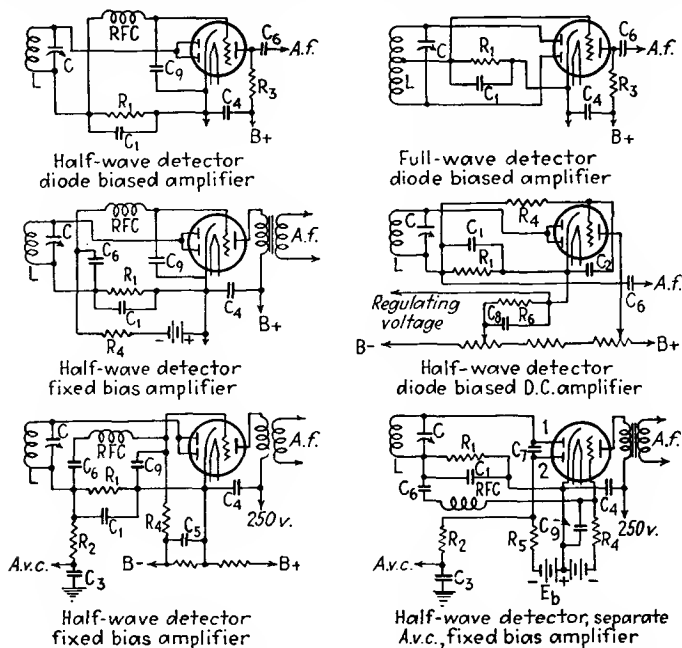 RFC
C
L
C9
R1
C1
C4
C6
A.f.
R3
B+
Half-wave detector
diode biased amplifier
C
L
R1
C1
C6
A.f.
R3
C4
B+
Full-wave detector
diode biased amplifier
RFC
C
L
C6
C9
R1
C1
C4
A.f.
B+
R4
- +
Half-wave detector
fixed bias amplifier
R4
C
L
C1
R1
C2
C6
A.f.
Regulating
voltage
C8
R6
B- B+
Half-wave detector
diode biased D.C. amplifier
C
L
RFC
C6
C9
R1
C1
C4
A.f.
250 v.
R2
R4
C5
A.v.c.
B- B+
C3
Half-wave detector
fixed bias amplifier
1
C
L
C7
2
R1
C1
C6
RFC
C4
A.f.
250 v.
C9
R2
R5
R4
A.v.c.
- + -
C3
Eb
Half-wave detector, separate
A.v.c., fixed bias amplifier